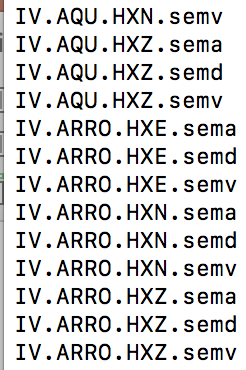 IV.AQU.HXN.semv
IV.AQU.HXZ.sema
IV.AQU.HXZ.semd
IV.AQU.HXZ.semv
IV.ARRO.HXE.sema
IV.ARRO.HXE.semd
IV.ARRO.HXE.semv
IV.ARRO.HXN.sema
IV.ARRO.HXN.semd
IV.ARRO.HXN.semv
IV.ARRO.HXZ.sema
IV.ARRO.HXZ.semd
IV.ARRO.HXZ.semv